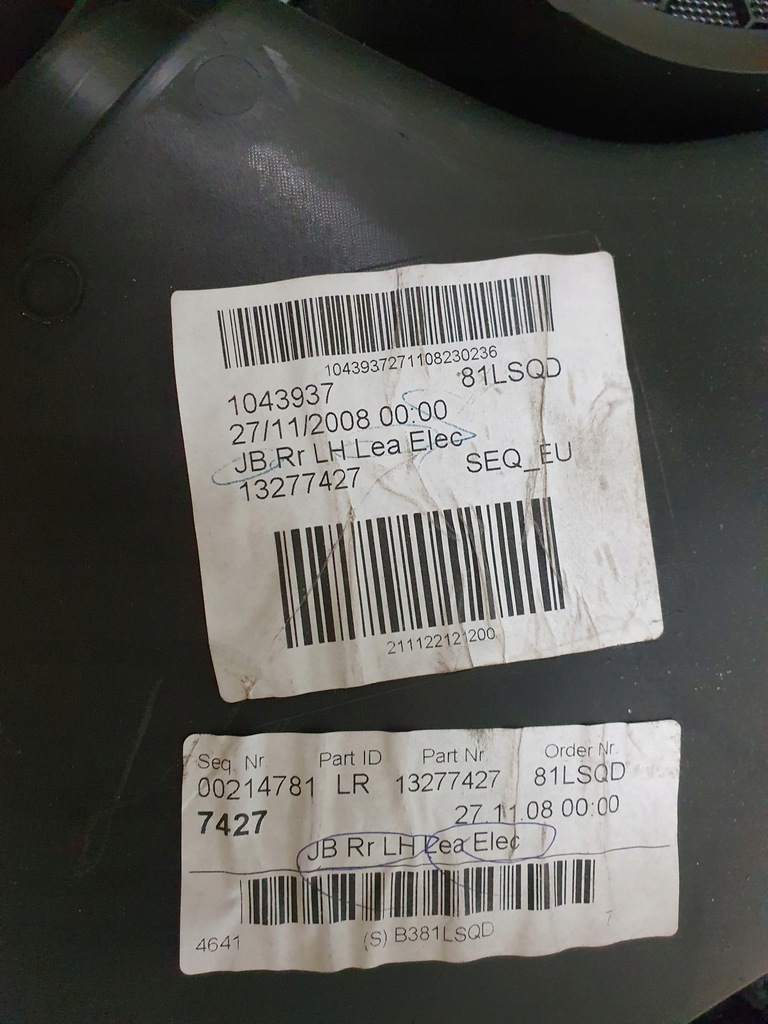 1043937271108230236
1043937 81LSQD
27/11/2008 00:00
JB Rr LH Lea Elec
13277427 SEQ_EU
211122121200
Seq. Nr. Part ID Part Nr. Order Nr.
00214781 LR 13277427 81LSQD
7427 27.11.08 00:00
JB Rr LH Lea Elec
4641 (S) B381LSQD 7